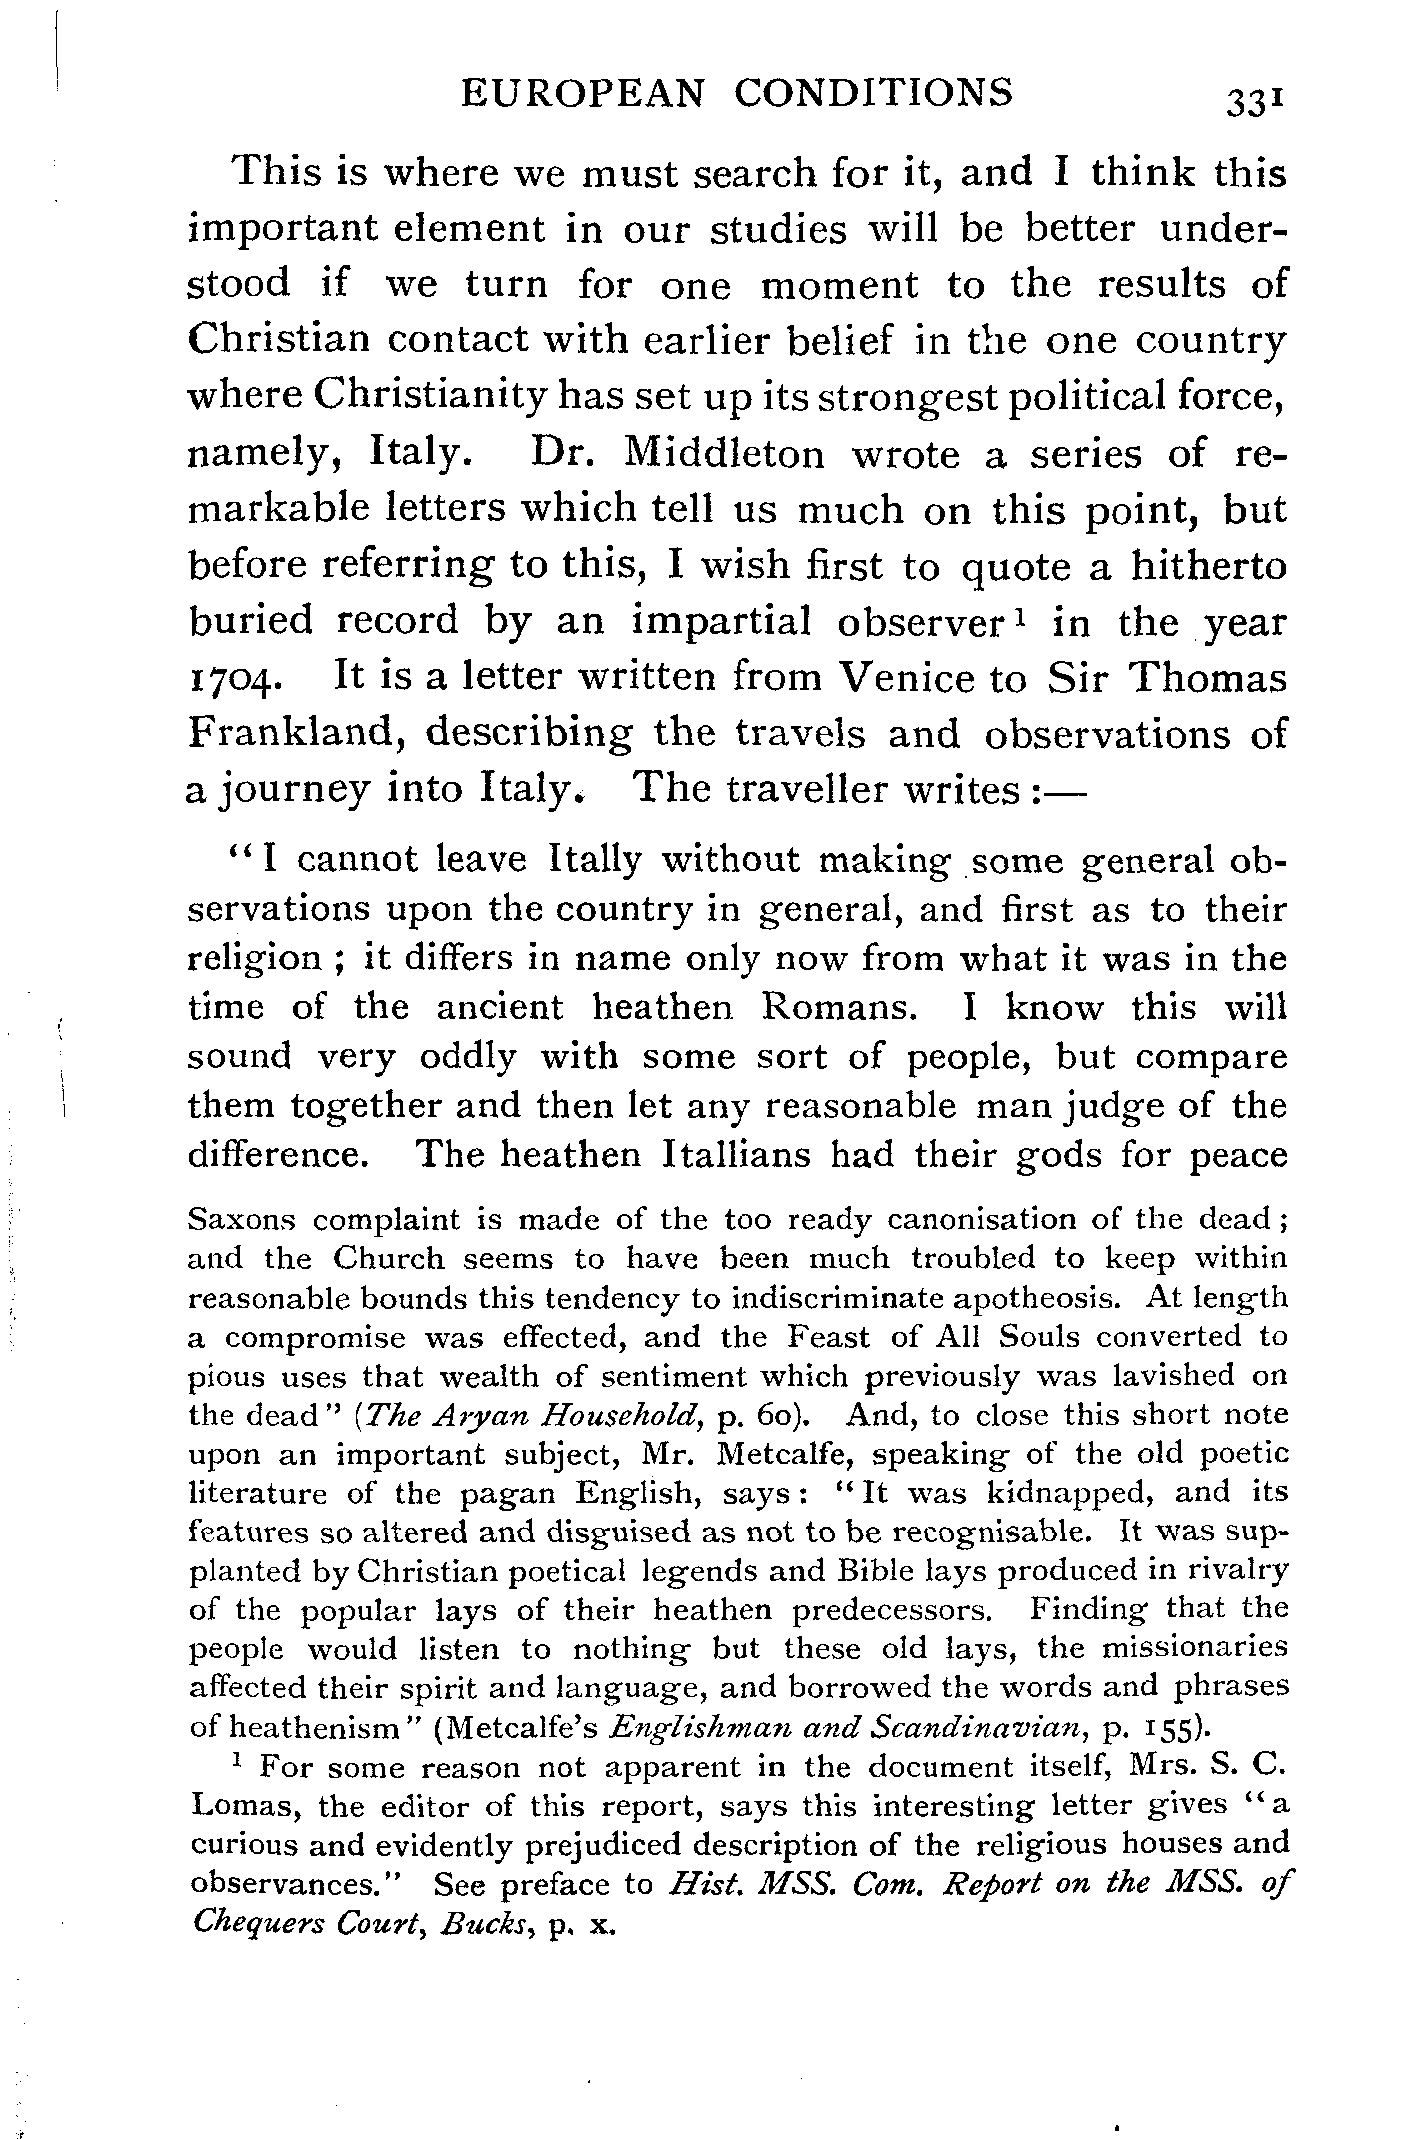 EUROPEAN CONDITIONS 331
This is where we must search for it, and I think this
important element in our studies will be better under-
stood if we turn for one moment to the results of
Christian contact with earlier belief in the one country
where Christianity has set up its strongest political force,
namely, Italy. Dr. Middleton wrote a series of re-
markable letters which tell us much on this point, but
before referring to this, I wish first to quote a hitherto
buried record by an impartial observer ¹ in the year
1704. It is a letter written from Venice to Sir Thomas
Frankland, describing the travels and observations of
a journey into Italy. The traveller writes :—
“ I cannot leave Itally without making some general ob-
servations upon the country in general, and first as to their
religion ; it differs in name only now from what it was in the
time of the ancient heathen Romans. I know this will
sound very oddly with some sort of people, but compare
them together and then let any reasonable man judge of the
difference. The heathen Itallians had their gods for peace
Saxons complaint is made of the too ready canonisation of the dead ;
and the Church seems to have been much troubled to keep within
reasonable bounds this tendency to indiscriminate apotheosis. At length
a compromise was effected, and the Feast of All Souls converted to
pious uses that wealth of sentiment which previously was lavished on
the dead” (The Aryan Household, p. 60). And, to close this short note
upon an important subject, Mr. Metcalfe, speaking of the old poetic
literature of the pagan English, says : “ It was kidnapped, and its
features so altered and disguised as not to be recognisable. It was sup-
planted by Christian poetical legends and Bible lays produced in rivalry
of the popular lays of their heathen predecessors. Finding that the
people would listen to nothing but these old lays, the missionaries
affected their spirit and language, and borrowed the words and phrases
of heathenism” (Metcalfe’s Englishman and Scandinavian, p. 155).
¹ For some reason not apparent in the document itself, Mrs. S. C.
Lomas, the editor of this report, says this interesting letter gives “ a
curious and evidently prejudiced description of the religious houses and
observances.” See preface to Hist. MSS. Com. Report on the MSS. of
Chequers Court, Bucks, p. x.